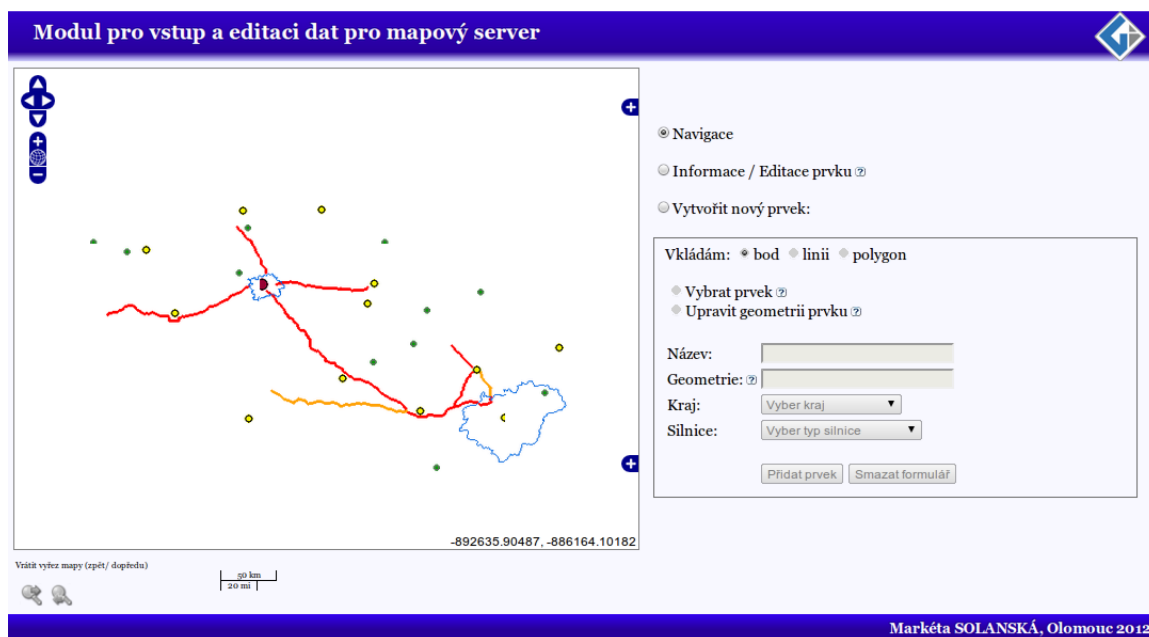 Modul pro vstup a editaci dat pro mapový server
Navigace
Informace / Editace prvku ?
Vytvořit nový prvek:
Vkládám: bod linii polygon
Vybrat prvek ?
Upravit geometrii prvku ?
Název:
Geometrie: ?
Kraj: Vyber kraj
Silnice: Vyber typ silnice
Přidat prvek Smazat formulář
-892635.90487, -886164.10182
Vrátit vyřez mapy (zpět/ dopředu)
50 km
20 mi
Markéta SOLANSKÁ, Olomouc 2012